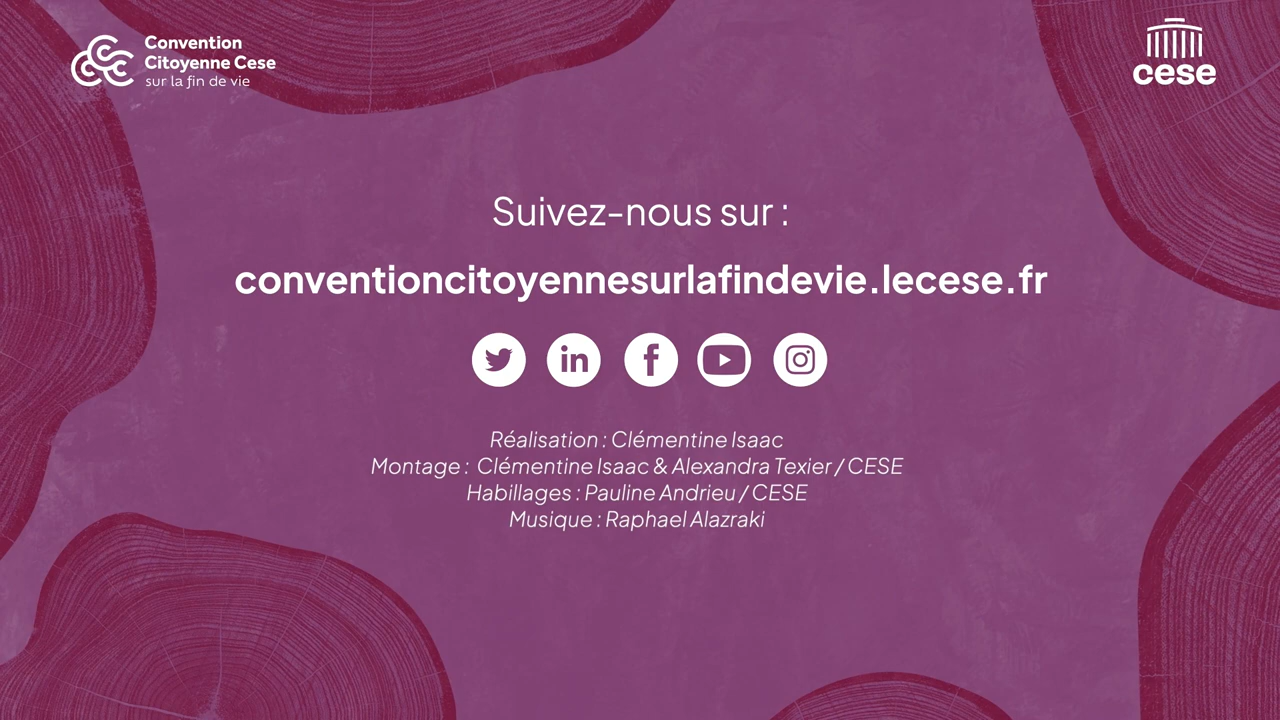 Convention
Citoyenne Cese
sur la fin de vie
cese
Suivez-nous sur :
conventioncitoyennesurlafindevie.lecese.fr
in
f
Réalisation : Clémentine Isaac
Montage : Clémentine Isaac & Alexandra Texier / CESE
Habillages : Pauline Andrieu / CESE
Musique : Raphael Alazraki